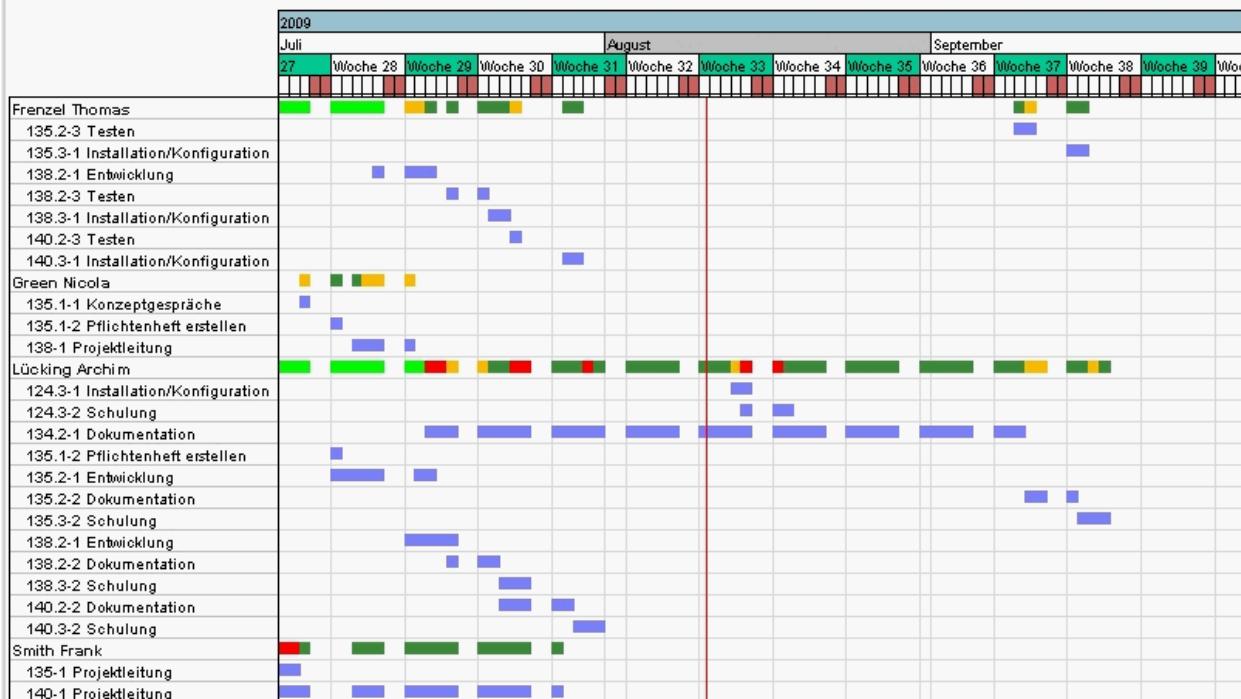 2009
Juli August September
27 Woche 28 Woche 29 Woche 30 Woche 31 Woche 32 Woche 33 Woche 34 Woche 35 Woche 36 Woche 37 Woche 38 Woche 39 Woc
Frenzel Thomas
135.2-3 Testen
135.3-1 Installation/Konfiguration
138.2-1 Entwicklung
138.2-3 Testen
138.3-1 Installation/Konfiguration
140.2-3 Testen
140.3-1 Installation/Konfiguration
Green Nicola
135.1-1 Konzeptgespräche
135.1-2 Pflichtenheft erstellen
138-1 Projektleitung
Lücking Archim
124.3-1 Installation/Konfiguration
124.3-2 Schulung
134.2-1 Dokumentation
135.1-2 Pflichtenheft erstellen
135.2-1 Entwicklung
135.2-2 Dokumentation
135.3-2 Schulung
138.2-1 Entwicklung
138.2-2 Dokumentation
138.3-2 Schulung
140.2-2 Dokumentation
140.3-2 Schulung
Smith Frank
135-1 Projektleitung
140-1 Projektleitung